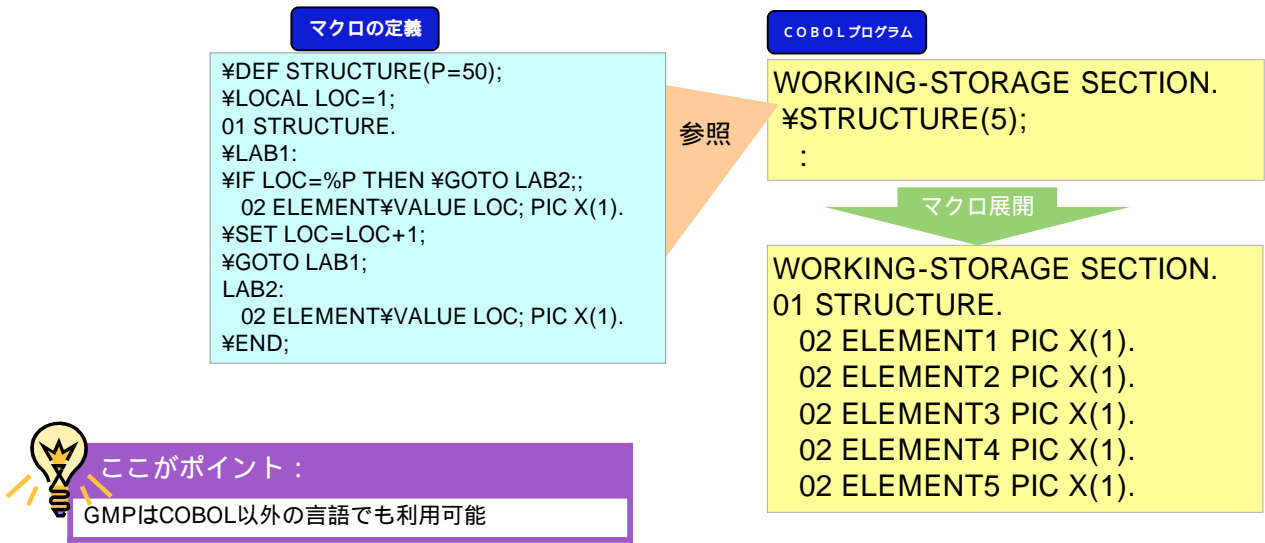 マクロの定義
¥DEF STRUCTURE(P=50);
¥LOCAL LOC=1;
01 STRUCTURE.
¥LAB1:
¥IF LOC=%P THEN ¥GOTO LAB2;;
02 ELEMENT¥VALUE LOC; PIC X(1).
¥SET LOC=LOC+1;
¥GOTO LAB1;
LAB2:
02 ELEMENT¥VALUE LOC; PIC X(1).
¥END;
参照
COBOLプログラム
WORKING-STORAGE SECTION.
¥STRUCTURE(5);
:
マクロ展開
WORKING-STORAGE SECTION.
01 STRUCTURE.
02 ELEMENT1 PIC X(1).
02 ELEMENT2 PIC X(1).
02 ELEMENT3 PIC X(1).
02 ELEMENT4 PIC X(1).
02 ELEMENT5 PIC X(1).
ここがポイント：
GMPはCOBOL以外の言語でも利用可能